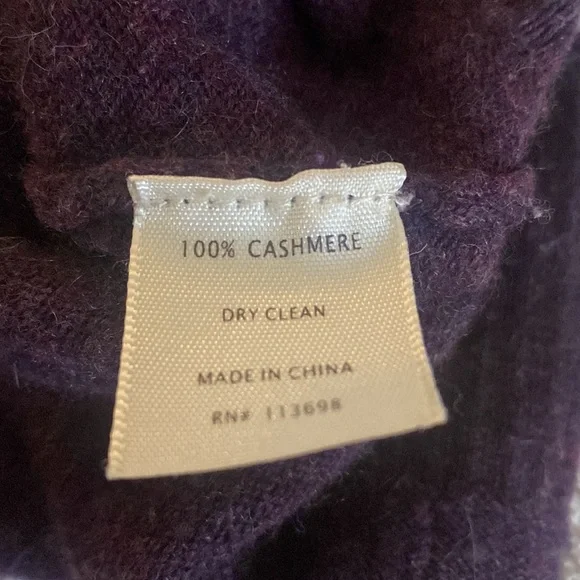 100% CASHMERE
DRY CLEAN
MADE IN CHINA
RN# 113698